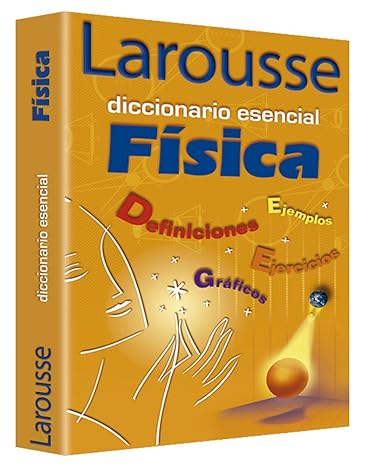 Larousse
diccionario esencial
Física
Definiciones
Ejemplos
Ejercicios
Gráficos
Física
diccionario esencial
Larousse